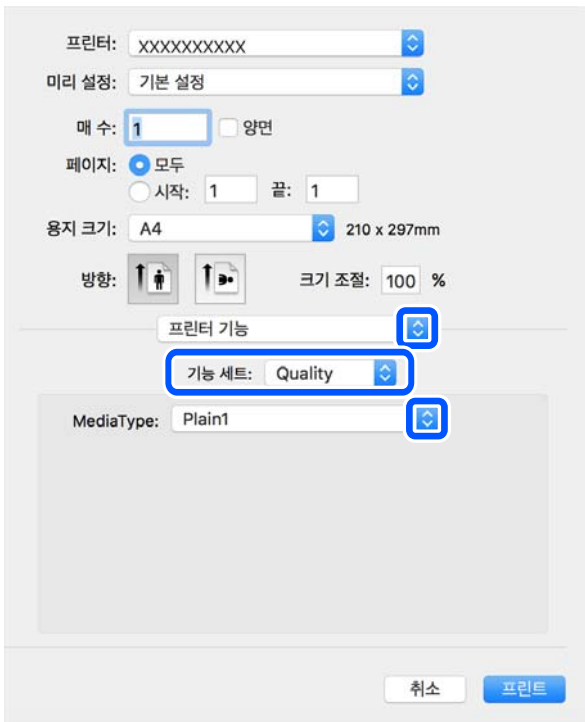 프린터: XXXXXXXXXX
미리 설정: 기본 설정
매 수: 1 양면
페이지: 모두
시작: 1 끝: 1
용지 크기: A4 210 x 297mm
방향: 크기 조절: 100 %
프린터 기능
기능 세트: Quality
MediaType: Plain1
취소 프린트